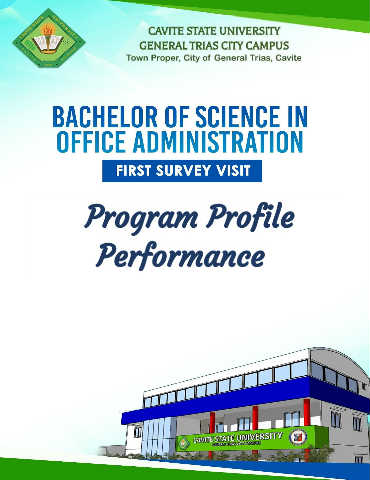 CAVITE STATE UNIVERSITY
GENERAL TRIAS CITY CAMPUS
Town Proper, City of General Trias, Cavite
BACHELOR OF SCIENCE IN
OFFICE ADMINISTRATION
FIRST SURVEY VISIT
Program Profile
Performance
CAVITE STATE UNIVERSITY